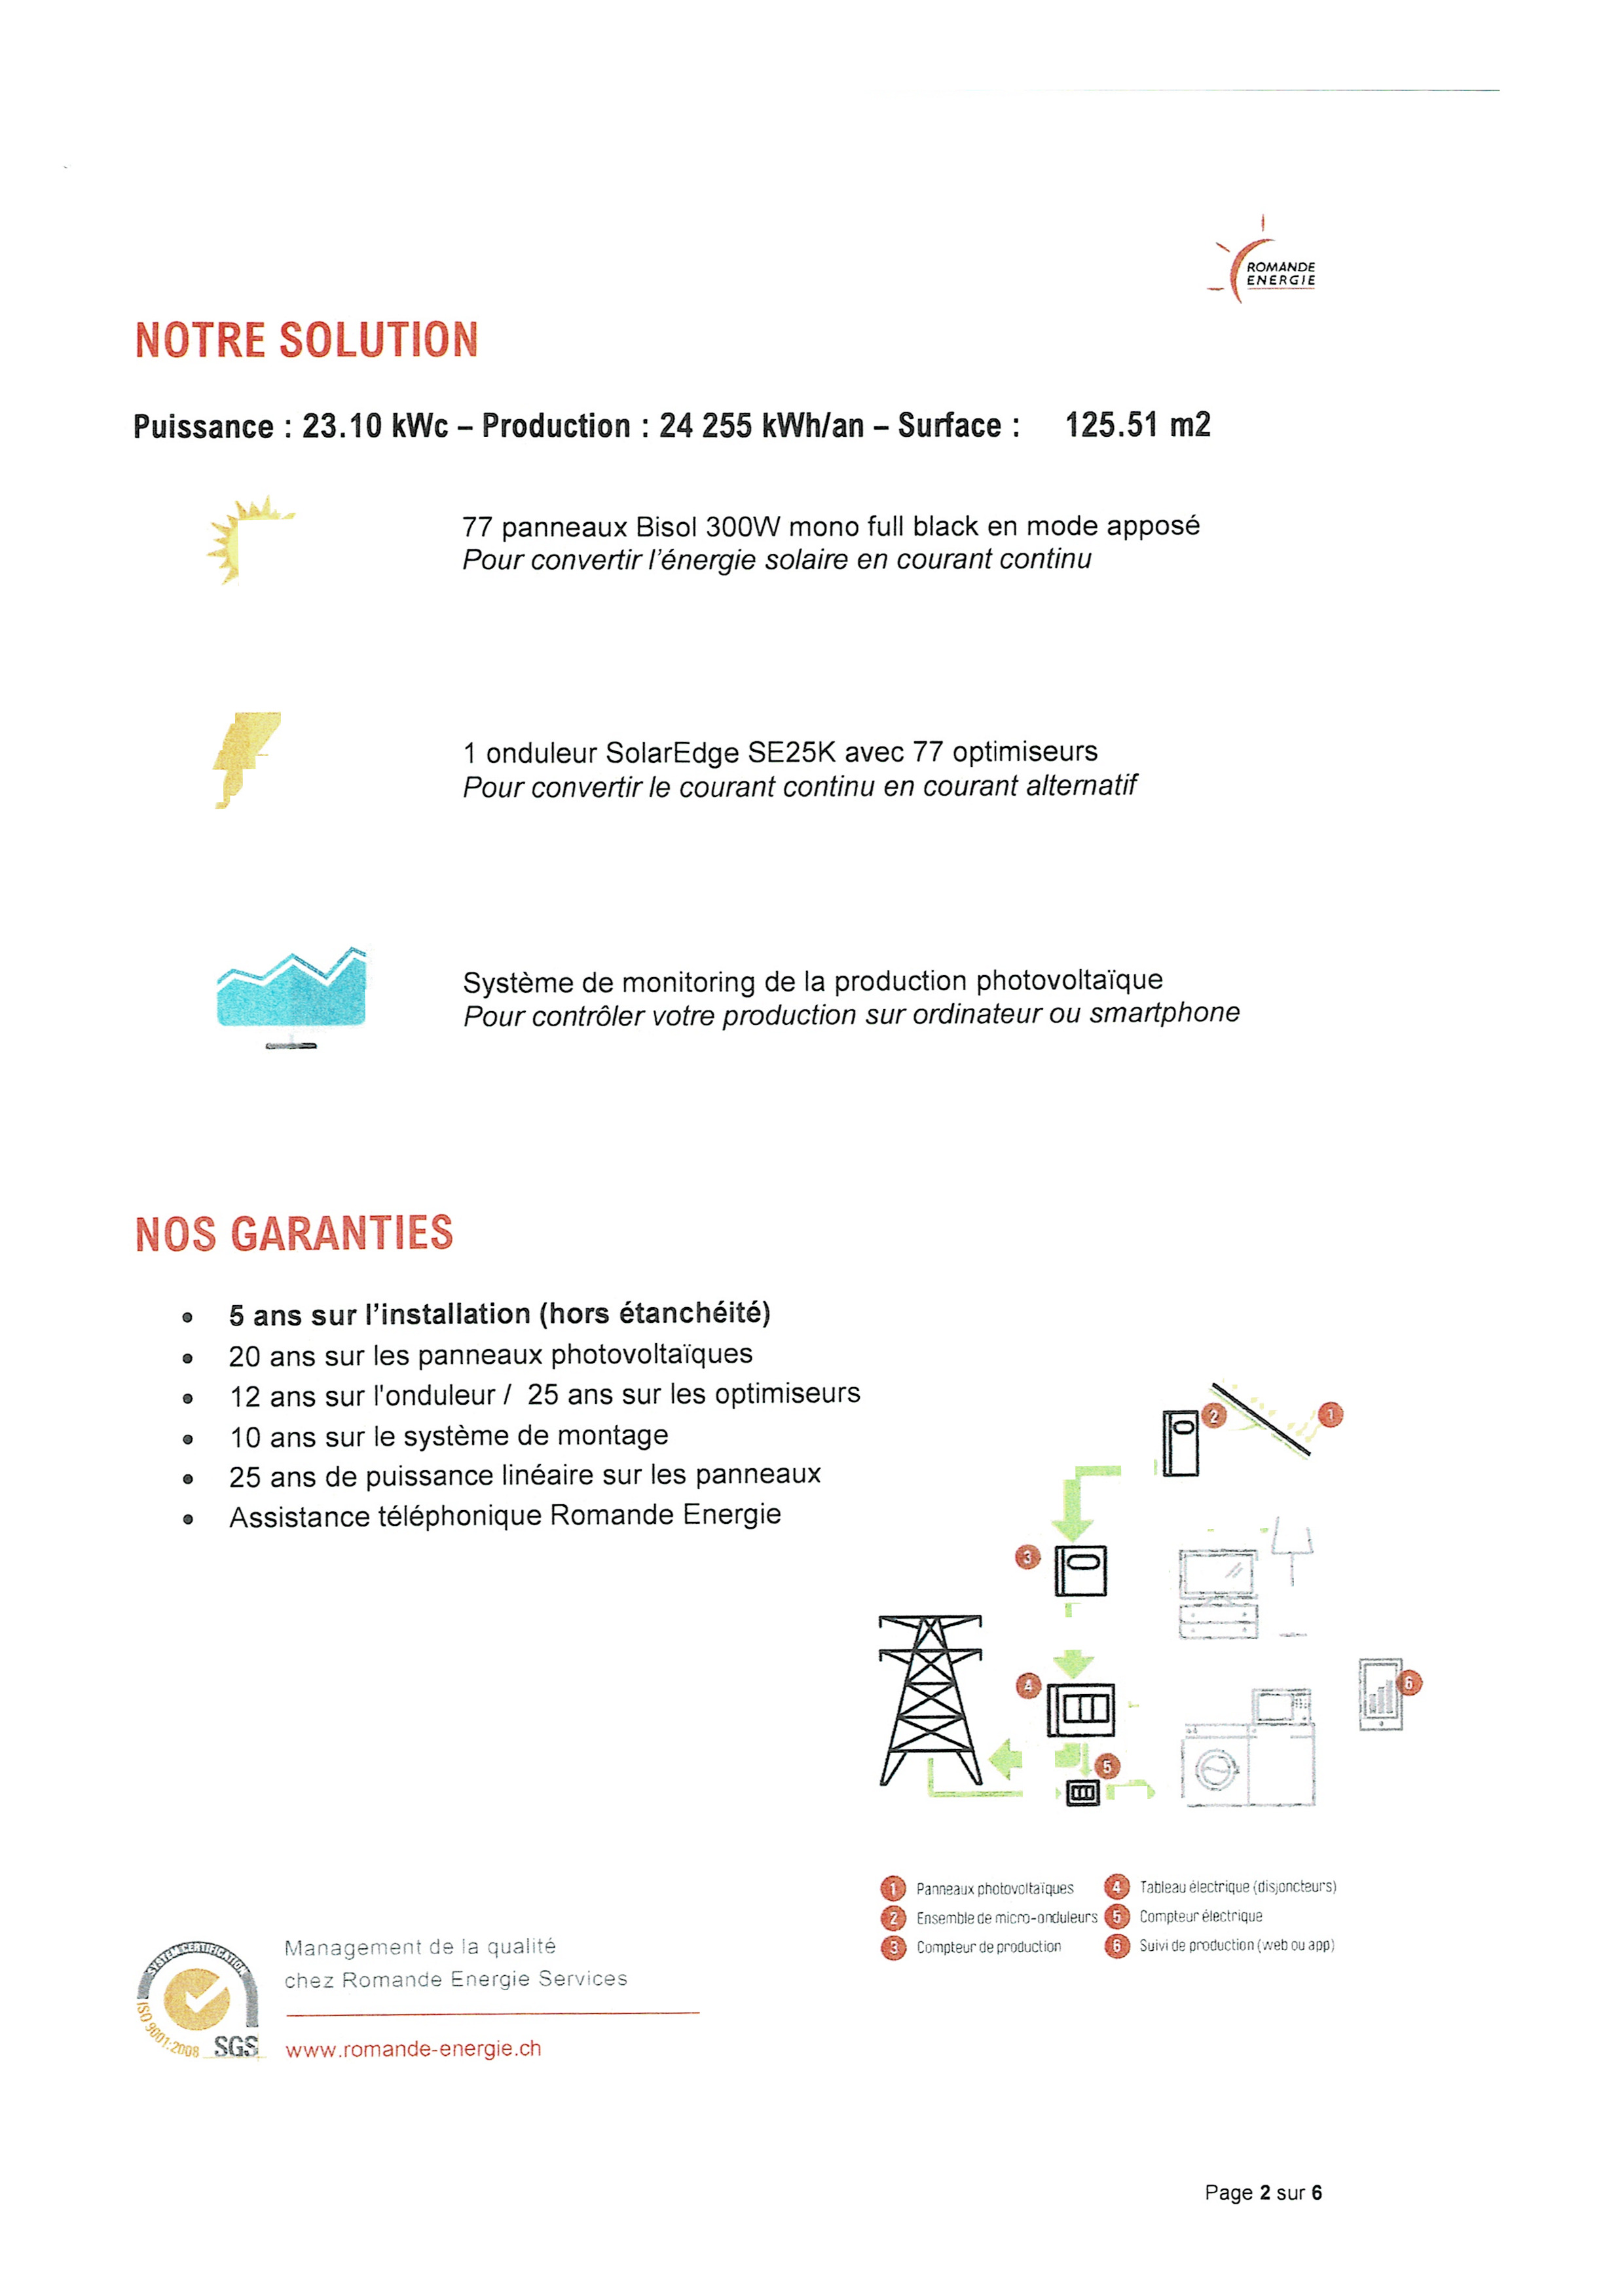 ROMANDE
ENERGIE
NOTRE SOLUTION
Puissance : 23.10 kWc – Production : 24 255 kWh/an – Surface : 125.51 m2
77 panneaux Bisol 300W mono full black en mode apposé
Pour convertir l'énergie solaire en courant continu
1 onduleur SolarEdge SE25K avec 77 optimiseurs
Pour convertir le courant continu en courant alternatif
Système de monitoring de la production photovoltaïque
Pour contrôler votre production sur ordinateur ou smartphone
NOS GARANTIES
• 5 ans sur l'installation (hors étanchéité)
• 20 ans sur les panneaux photovoltaïques
• 12 ans sur l'onduleur / 25 ans sur les optimiseurs
• 10 ans sur le système de montage
• 25 ans de puissance linéaire sur les panneaux
• Assistance téléphonique Romande Energie
2
1
3
4
6
5
1 Panneaux photovoltaïques
4 Tableau électrique (disjoncteurs)
2 Ensemble de micro-onduleurs
5 Compteur électrique
3 Compteur de production
6 Suivi de production (web ou app)
SYSTEM CERTIFICATION
ISO 9001:2008
SGS
Management de la qualité
chez Romande Energie Services
www.romande-energie.ch
Page 2 sur 6